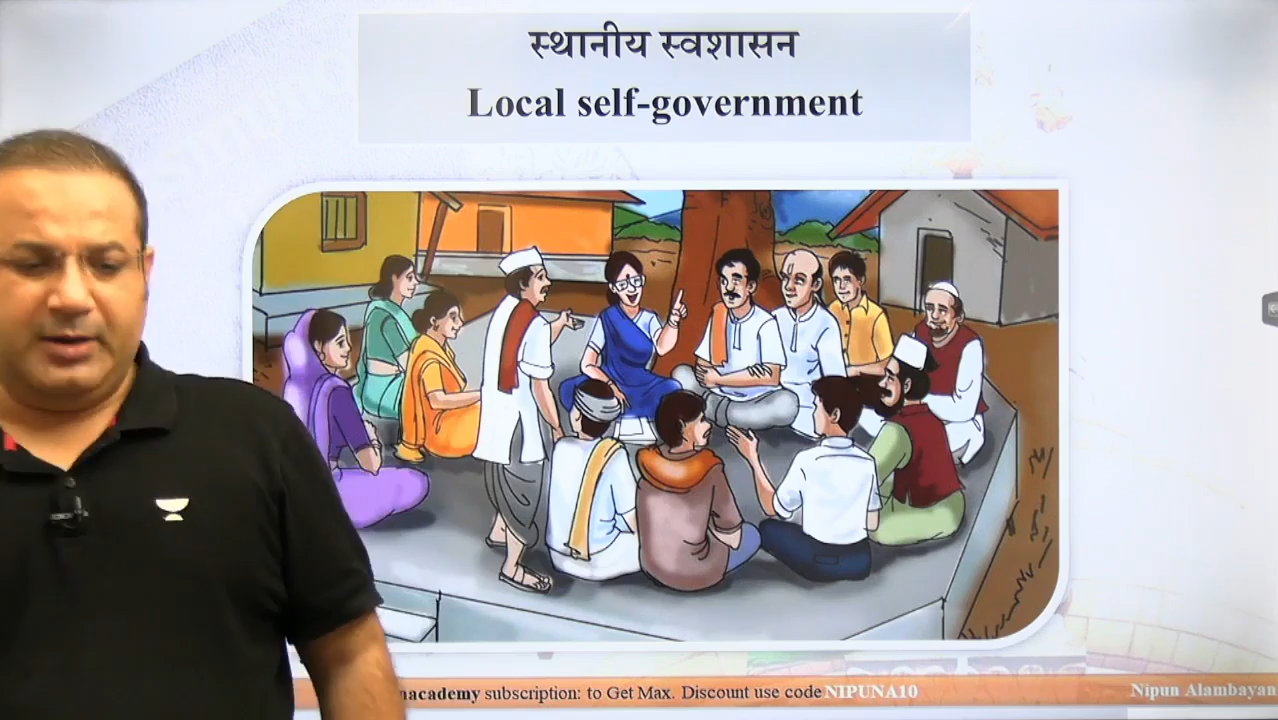 स्थानीय स्वशासन
Local self-government
nacademy subscription: to Get Max. Discount use code NIPUNA10
Nipun Alambayan